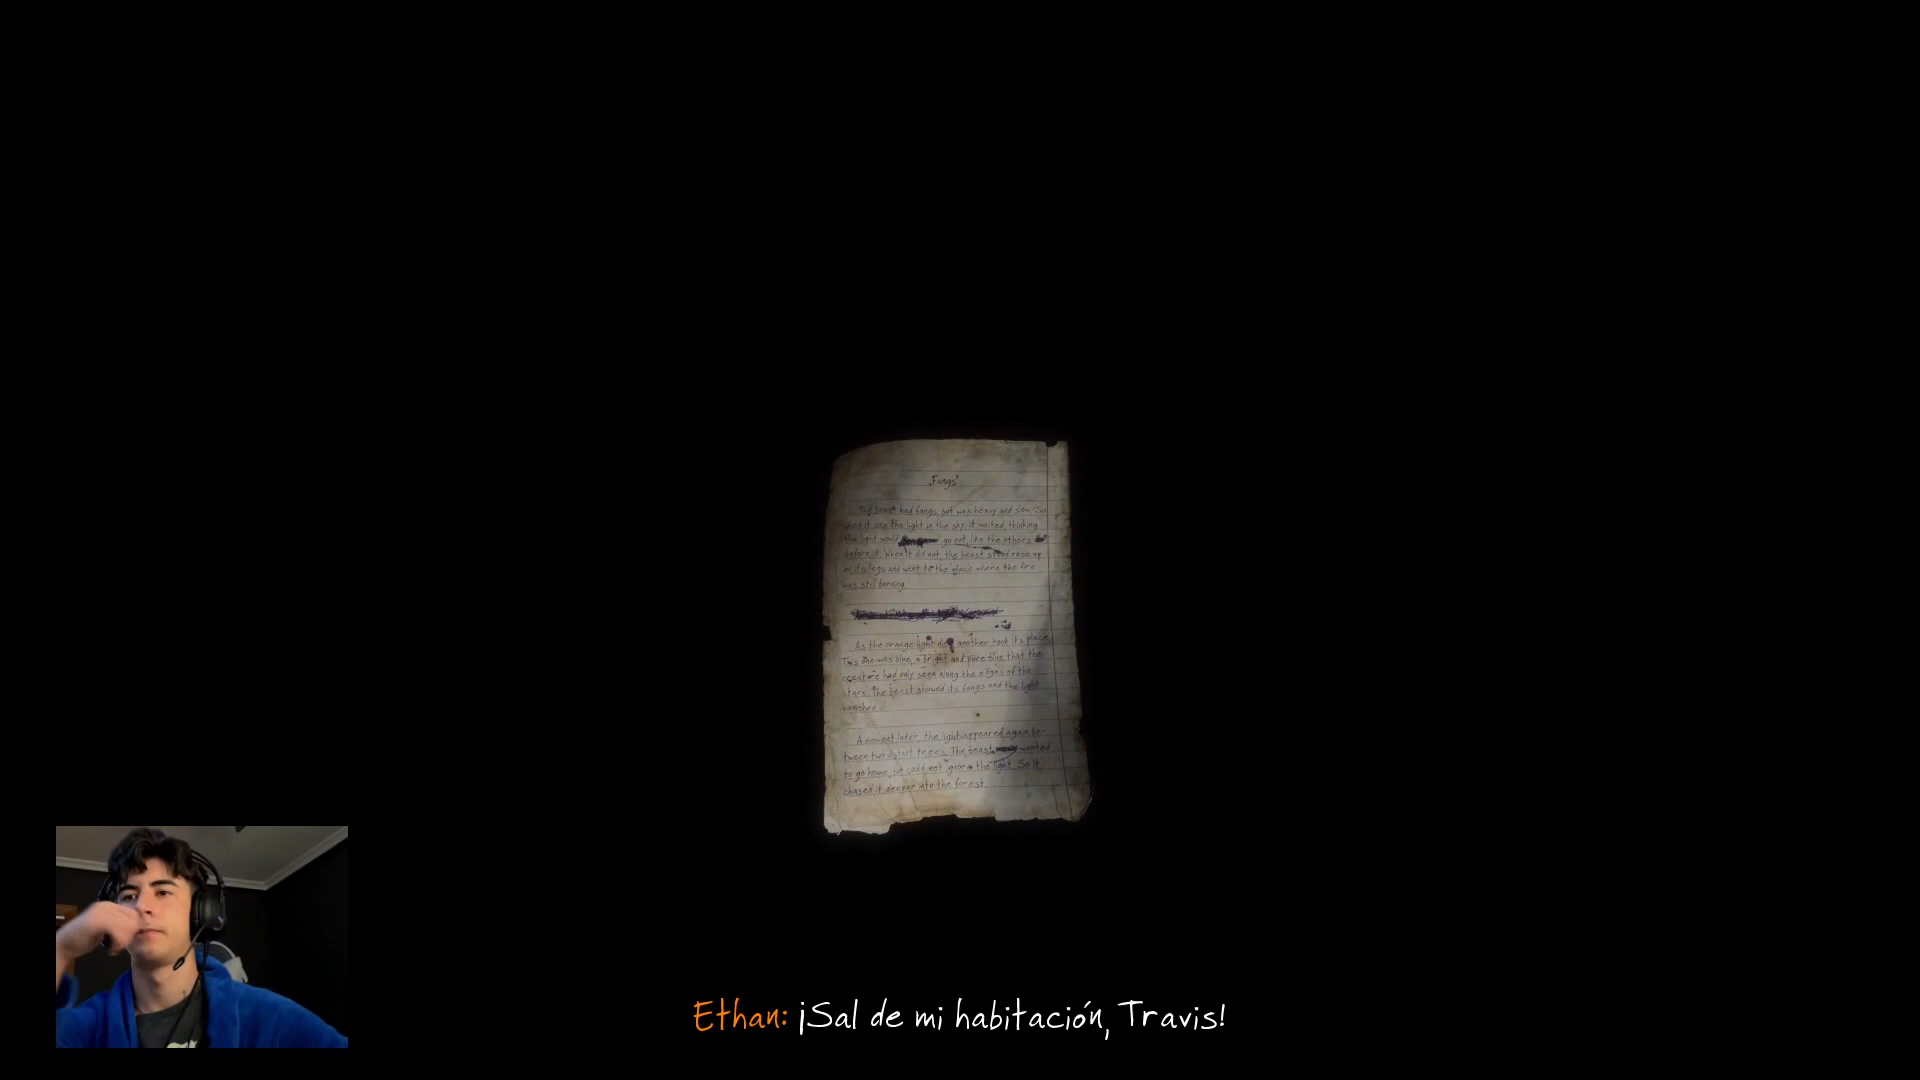 „Fangs"
The beast had fangs, but was heavy and slow. So
when it saw the light in the sky, it waited, thinking
the light would go out, like the others
before it. When it did not, the beast stood rose up
on its legs and went to the place where the fire
was still burning.
As the orange light died another took its place.
This one was blue, a bright and pure blue that the
creature had only seen along the edges of the
stars. The beast showed its fangs and the light
vanished.
A moment later, the light appeared again be-
tween two distant trees. The beast wanted
to go home, but could not ignore the light. So it
chased it deeper into the forest.
Ethan: ¡Sal de mi habitación, Travis!